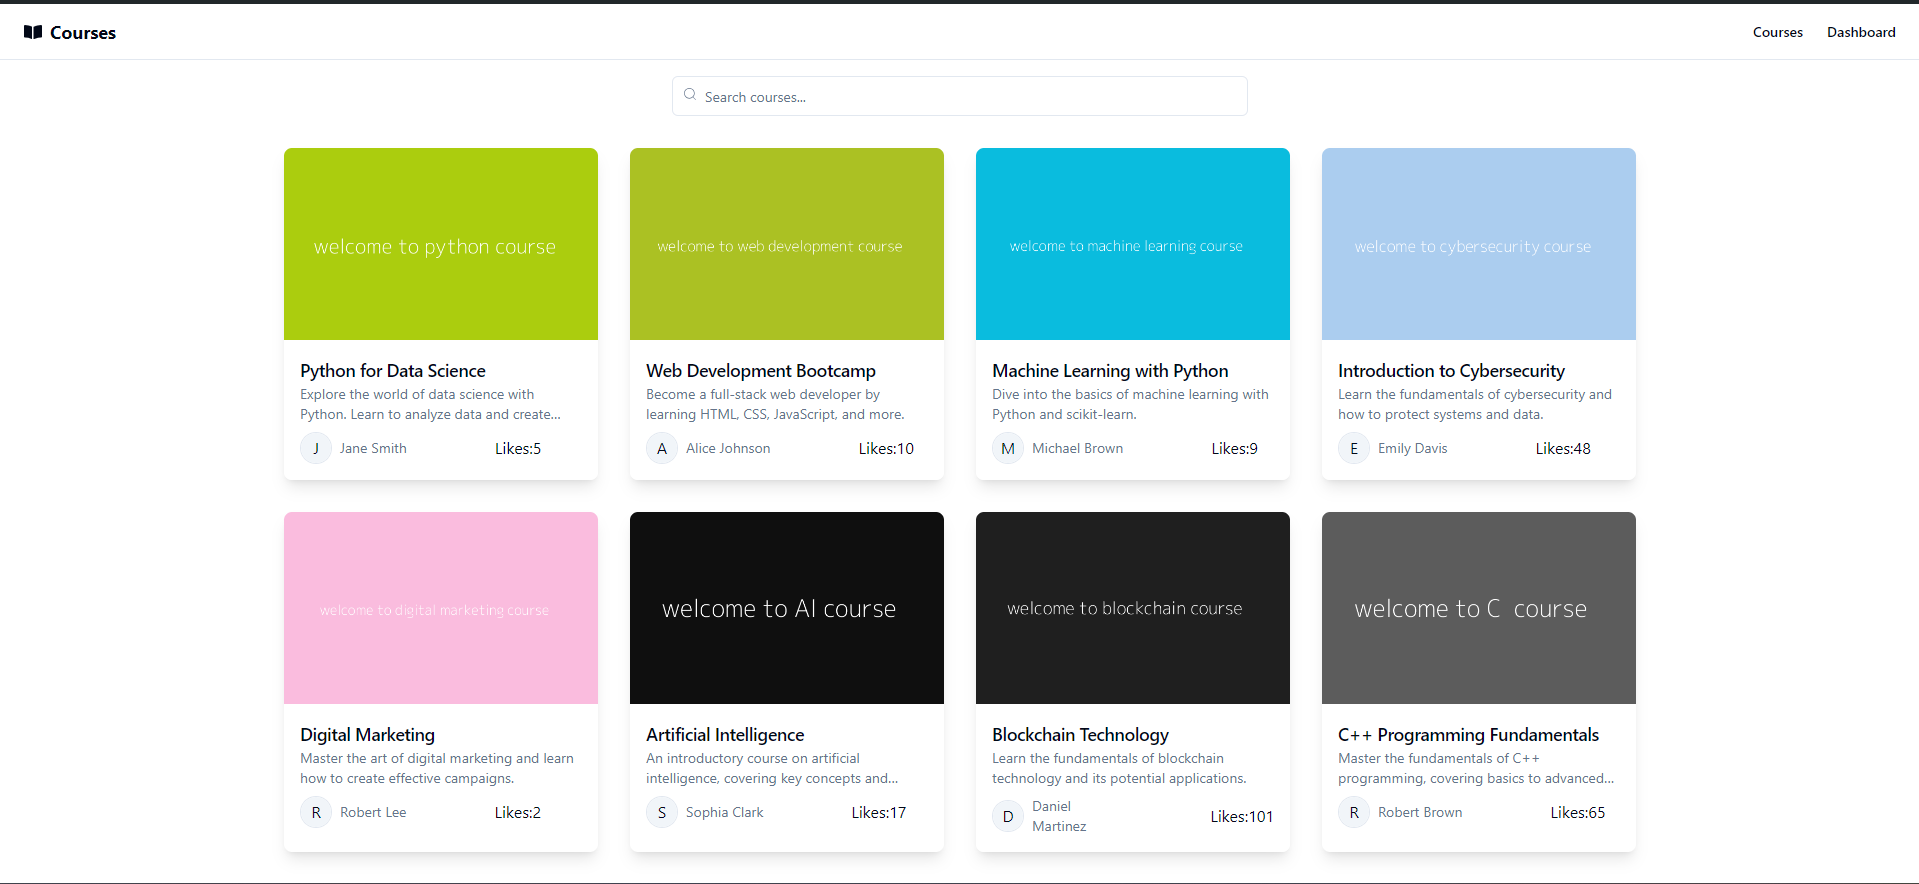 Courses
Courses Dashboard
Search courses...
welcome to python course
Python for Data Science
Explore the world of data science with
Python. Learn to analyze data and create...
J Jane Smith Likes:5
welcome to web development course
Web Development Bootcamp
Become a full-stack web developer by
learning HTML, CSS, JavaScript, and more.
A Alice Johnson Likes:10
welcome to machine learning course
Machine Learning with Python
Dive into the basics of machine learning with
Python and scikit-learn.
M Michael Brown Likes:9
welcome to cybersecurity course
Introduction to Cybersecurity
Learn the fundamentals of cybersecurity and
how to protect systems and data.
E Emily Davis Likes:48
welcome to digital marketing course
Digital Marketing
Master the art of digital marketing and learn
how to create effective campaigns.
R Robert Lee Likes:2
welcome to AI course
Artificial Intelligence
An introductory course on artificial
intelligence, covering key concepts and...
S Sophia Clark Likes:17
welcome to blockchain course
Blockchain Technology
Learn the fundamentals of blockchain
technology and its potential applications.
D Daniel
Martinez Likes:101
welcome to C course
C++ Programming Fundamentals
Master the fundamentals of C++
programming, covering basics to advanced...
R Robert Brown Likes:65